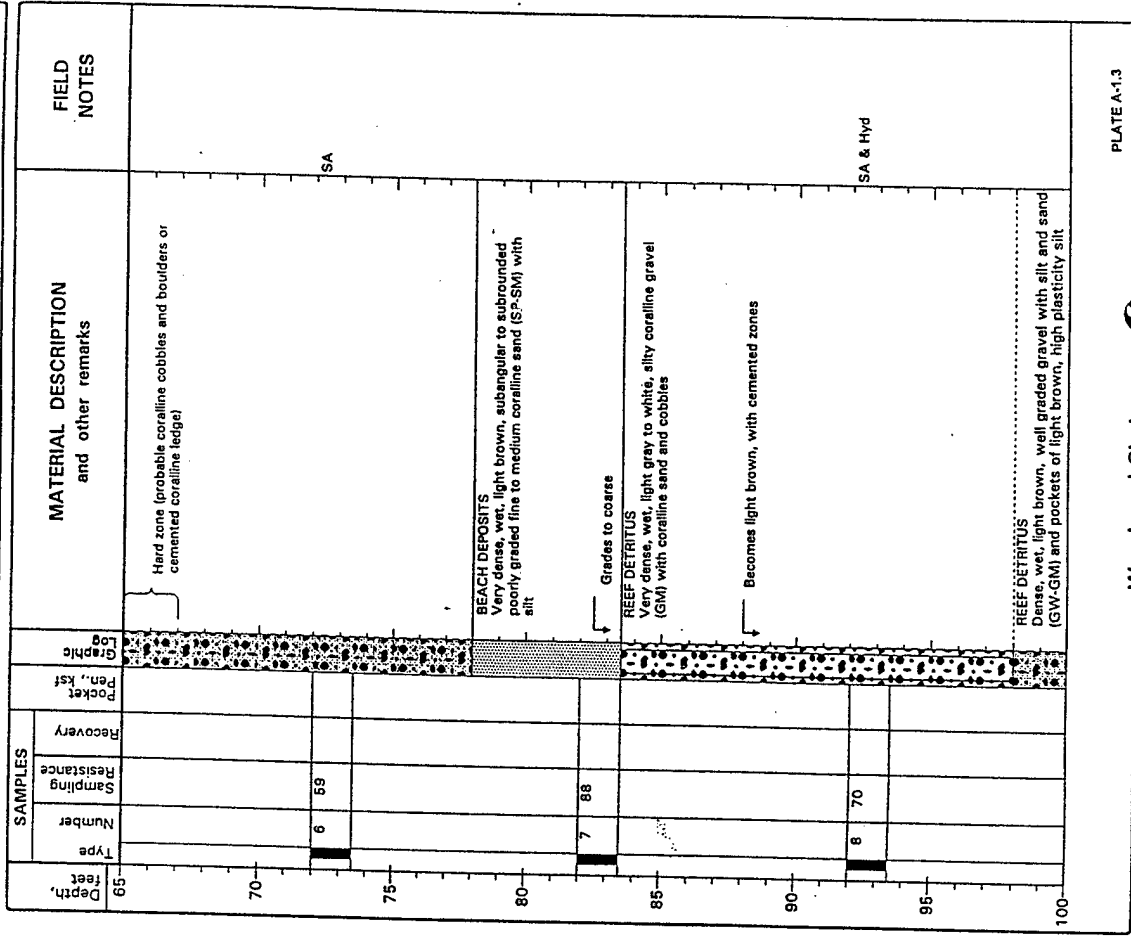 SAMPLES
Depth,
feet
Type
Number
Sampling
Resistance
Recovery
Pocket
Pen., ksf
Graphic
Log
MATERIAL DESCRIPTION
and other remarks
FIELD
NOTES
65
Hard zone (probable coralline cobbles and boulders or
cemented coralline ledge)
70
6 59
SA
75
BEACH DEPOSITS
Very dense, wet, light brown, subangular to subrounded
poorly graded fine to medium coralline sand (SP-SM) with
silt
80
7 88
Grades to coarse
REEF DETRITUS
Very dense, wet, light gray to white, silty coralline gravel
(GM) with coralline sand and cobbles
85
Becomes light brown, with cemented zones
90
8 70
SA & Hyd
95
REEF DETRITUS
Dense, wet, light brown, well graded gravel with silt and sand
(GW-GM) and pockets of light brown, high plasticity silt
100
PLATE A-1.3